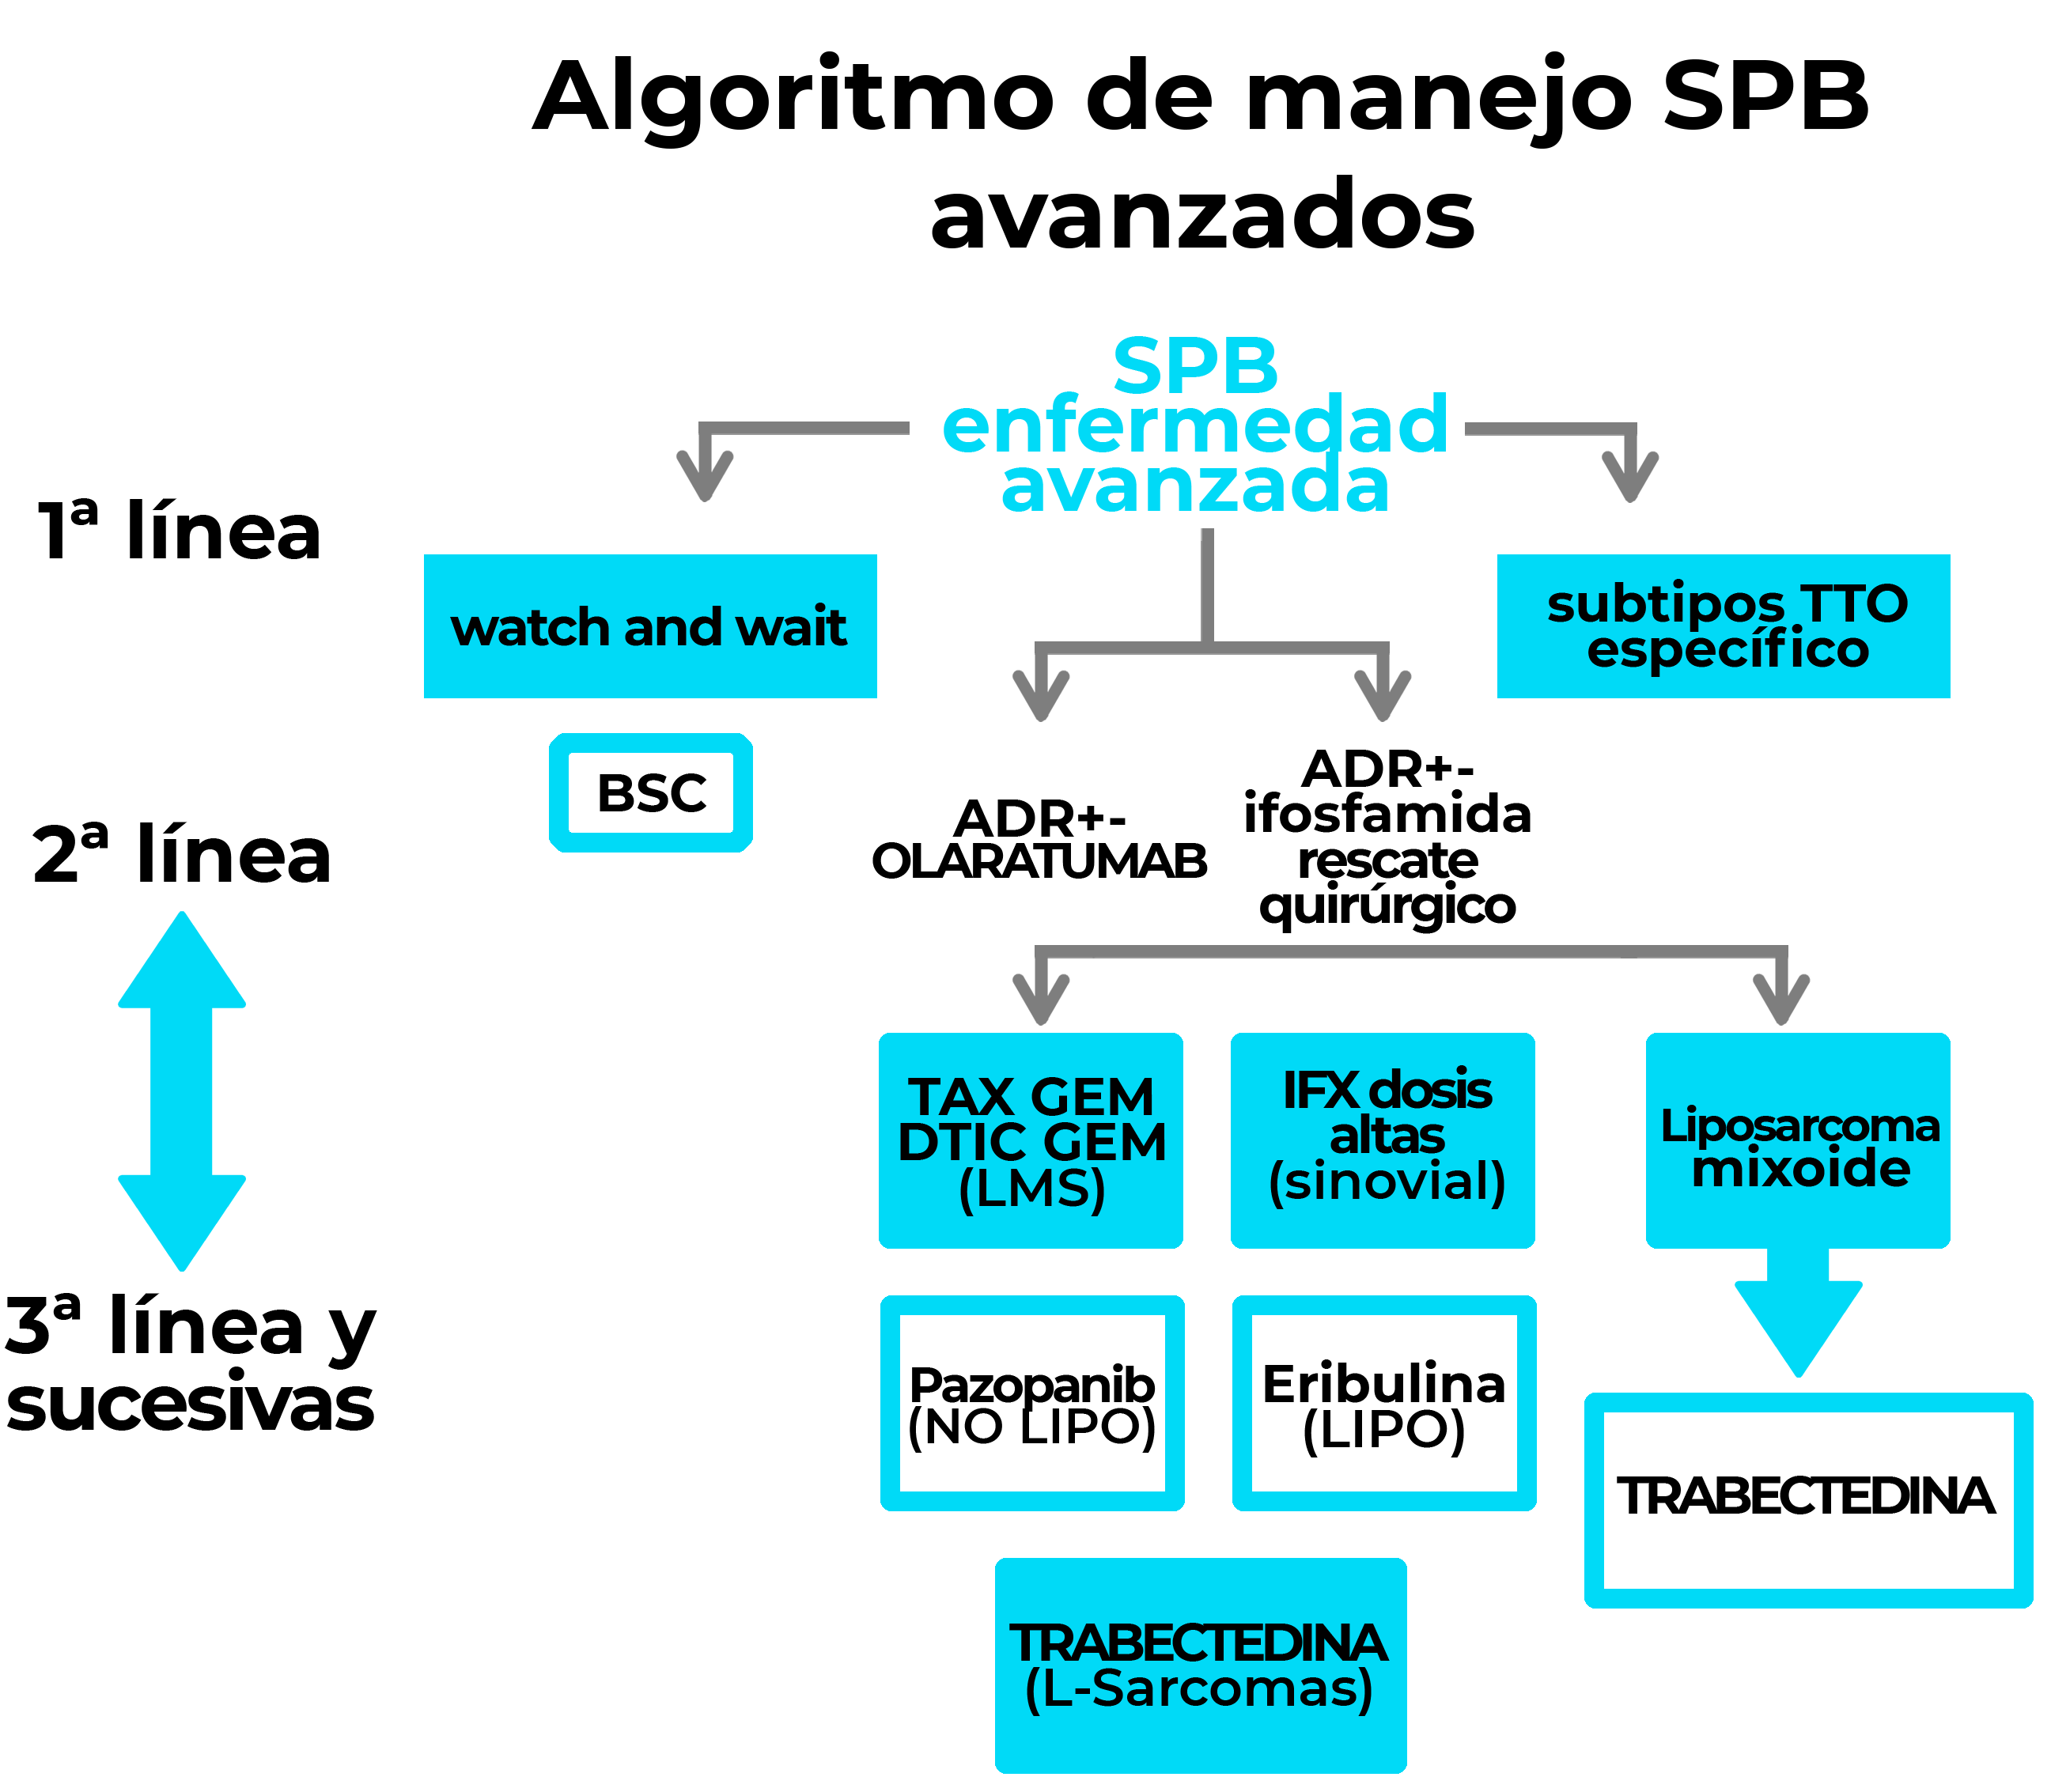 Algoritmo de manejo SPB
avanzados
SPB
enfermedad
avanzada
1ª línea
watch and wait
subtipos TTO
específico
BSC
2ª línea
ADR+-
OLARATUMAB
ADR+-
ifosfamida
rescate
quirúrgico
TAX GEM
DTIC GEM
(LMS)
IFX dosis
altas
(sinovial)
Liposarcoma
mixoide
3ª línea y
sucesivas
Pazopanib
(NO LIPO)
Eribulina
(LIPO)
TRABECTEDINA
TRABECTEDINA
(L-Sarcomas)